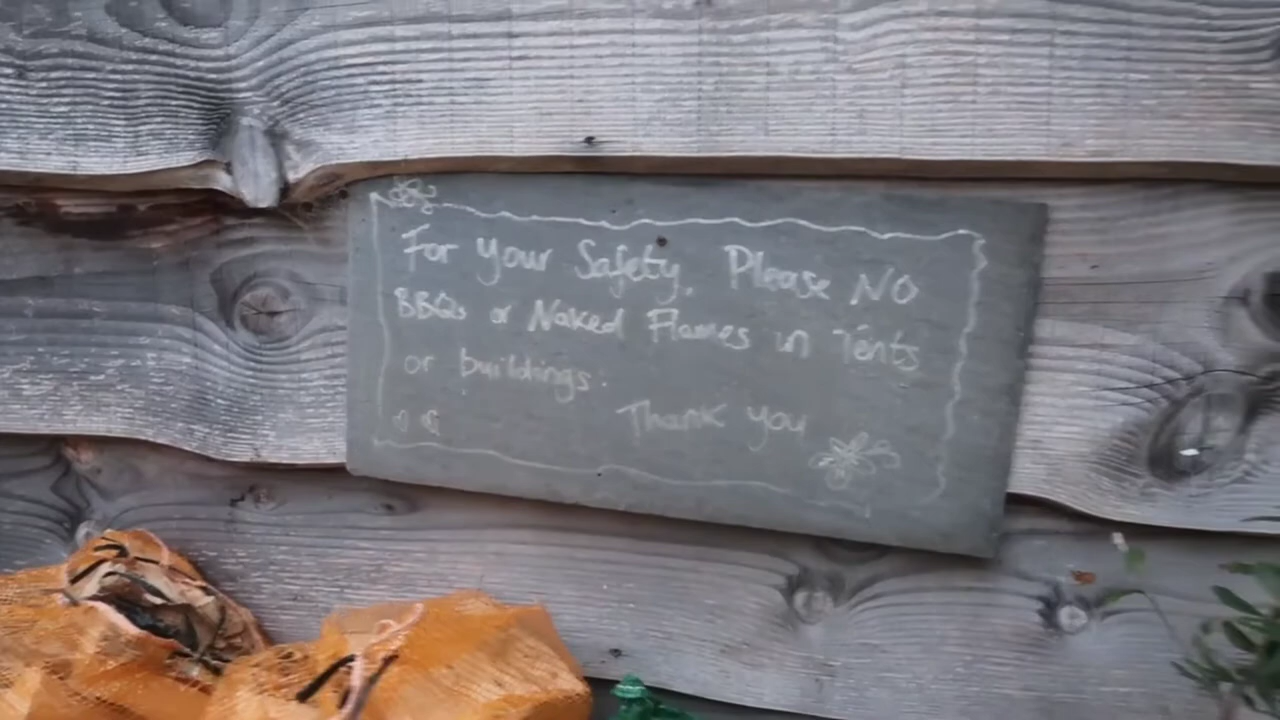 For Your Safety, Please NO
BBQs or Naked Flames in Tents
or buildings.
Thank you